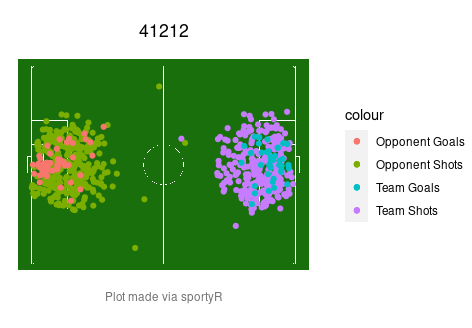 41212
colour
Opponent Goals
Opponent Shots
Team Goals
Team Shots
Plot made via sportyR